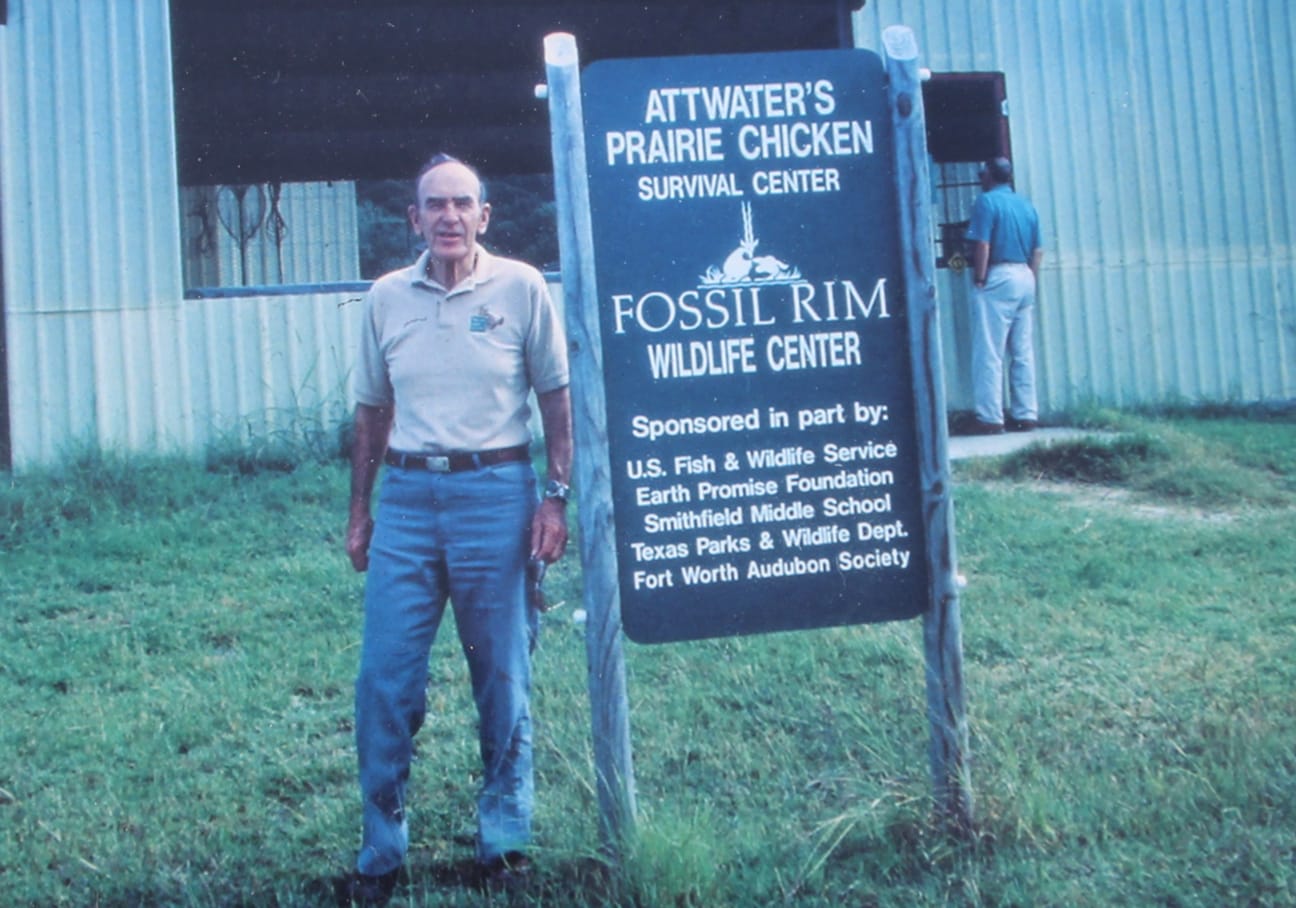 ATTWATER'S
PRAIRIE CHICKEN
SURVIVAL CENTER
FOSSIL RIM
WILDLIFE CENTER
Sponsored in part by:
U.S. Fish & Wildlife Service
Earth Promise Foundation
Smithfield Middle School
Texas Parks & Wildlife Dept.
Fort Worth Audubon Society